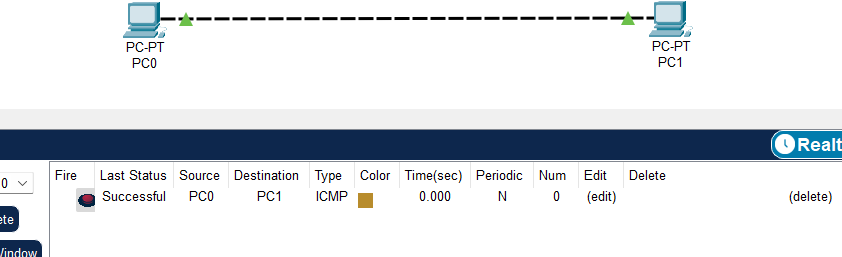 PC-PT
PC0
PC-PT
PC1
Realt
Fire Last Status Source Destination Type Color Time(sec) Periodic Num Edit Delete
0
Successful PC0 PC1 ICMP 0.000 N 0 (edit) (delete)
ete
Window